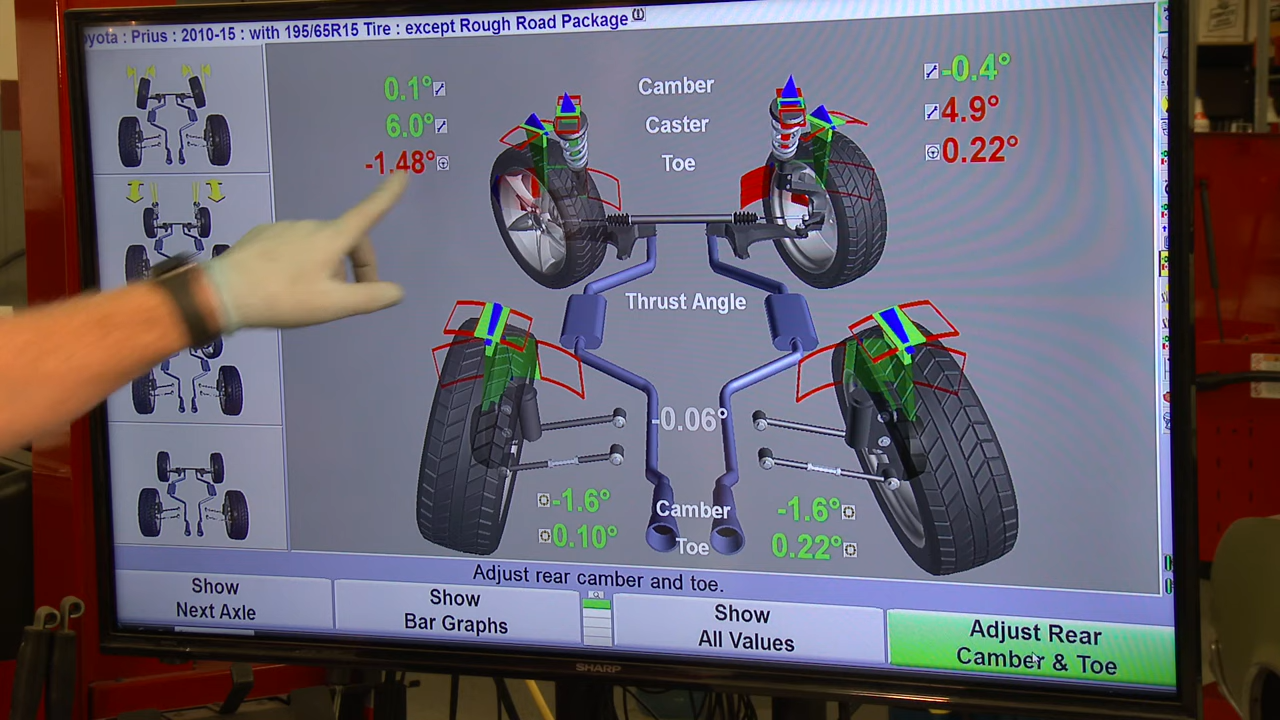 oyota : Prius : 2010-15 : with 195/65R15 Tire : except Rough Road Package
0.1° Camber -0.4°
6.0° Caster 4.9°
-1.48° Toe 0.22°
Thrust Angle
-0.06°
-1.6° Camber -1.6°
0.10° Toe 0.22°
Adjust rear camber and toe.
Show
Next Axle
Show
Bar Graphs
Show
All Values
Adjust Rear
Camber & Toe
SHARP